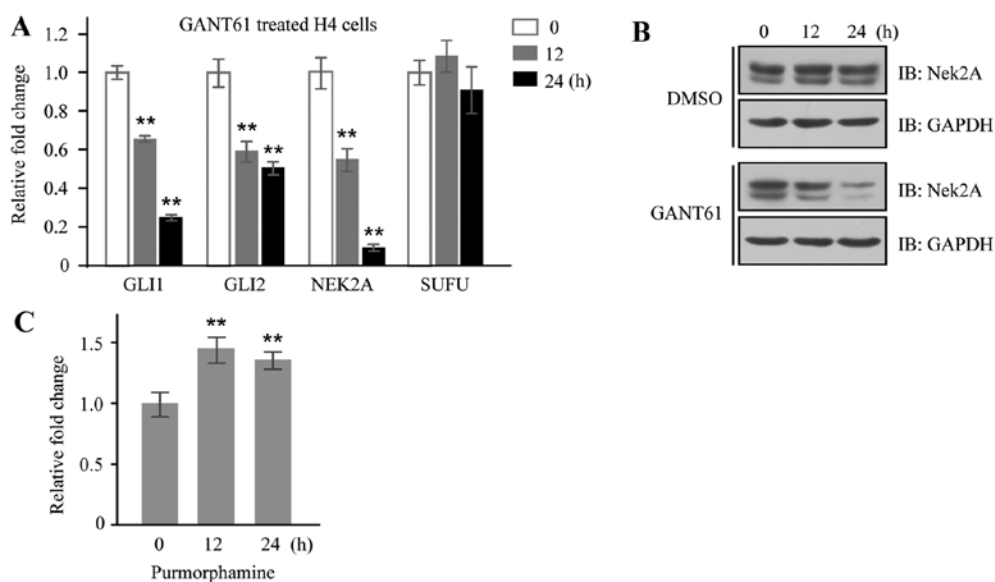 A
GANT61 treated H4 cells
0
12
24 (h)
Relative fold change
1.2
1.0
0.8
0.6
0.4
0.2
0
** ** ** ** ** **
GLI1 GLI2 NEK2A SUFU
B
0 12 24 (h)
DMSO
IB: Nek2A
IB: GAPDH
GANT61
IB: Nek2A
IB: GAPDH
C
Relative fold change
1.5
1.0
0.5
0
** **
0 12 24 (h)
Purmorphamine